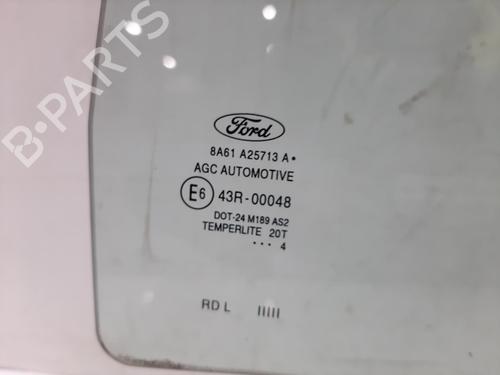 B-PARTS
Ford
8A61 A25713 A•
AGC AUTOMOTIVE
E6 43R-00048
DOT-24 M189 AS2
TEMPERLITE 20T
••• 4
RD L IIIII